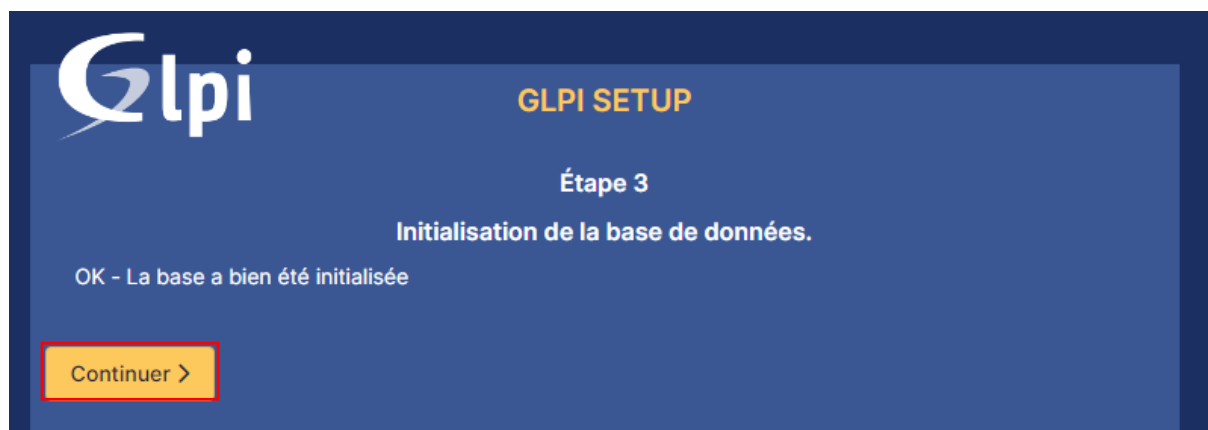 Glpi
GLPI SETUP
Étape 3
Initialisation de la base de données.
OK - La base a bien été initialisée
Continuer >